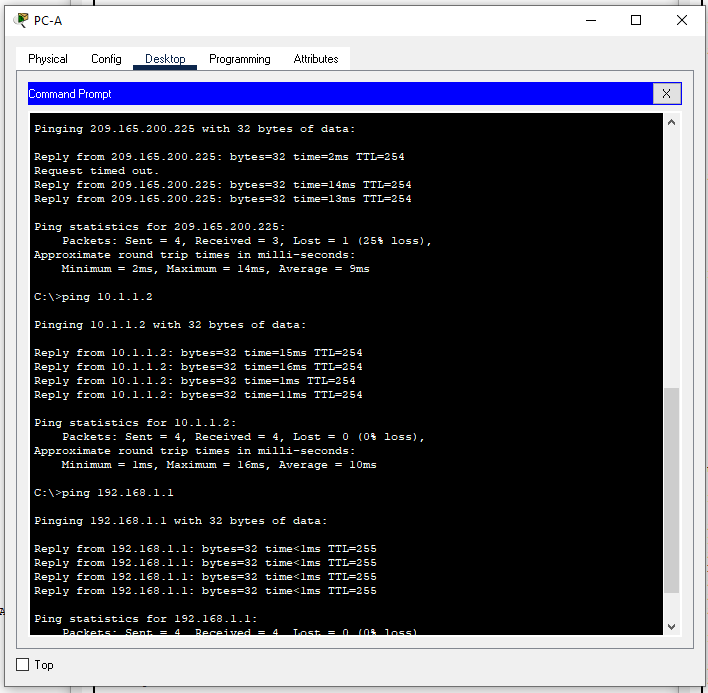 PC-A
Physical Config Desktop Programming Attributes
Command Prompt X
Pinging 209.165.200.225 with 32 bytes of data:
Reply from 209.165.200.225: bytes=32 time=2ms TTL=254
Request timed out.
Reply from 209.165.200.225: bytes=32 time=14ms TTL=254
Reply from 209.165.200.225: bytes=32 time=13ms TTL=254
Ping statistics for 209.165.200.225:
Packets: Sent = 4, Received = 3, Lost = 1 (25% loss),
Approximate round trip times in milli-seconds:
Minimum = 2ms, Maximum = 14ms, Average = 9ms
C:\>ping 10.1.1.2
Pinging 10.1.1.2 with 32 bytes of data:
Reply from 10.1.1.2: bytes=32 time=15ms TTL=254
Reply from 10.1.1.2: bytes=32 time=16ms TTL=254
Reply from 10.1.1.2: bytes=32 time=1ms TTL=254
Reply from 10.1.1.2: bytes=32 time=11ms TTL=254
Ping statistics for 10.1.1.2:
Packets: Sent = 4, Received = 4, Lost = 0 (0% loss),
Approximate round trip times in milli-seconds:
Minimum = 1ms, Maximum = 16ms, Average = 10ms
C:\>ping 192.168.1.1
Pinging 192.168.1.1 with 32 bytes of data:
Reply from 192.168.1.1: bytes=32 time<1ms TTL=255
Reply from 192.168.1.1: bytes=32 time<1ms TTL=255
Reply from 192.168.1.1: bytes=32 time<1ms TTL=255
Reply from 192.168.1.1: bytes=32 time<1ms TTL=255
Ping statistics for 192.168.1.1:
Packets: Sent = 4, Received = 4, Lost = 0 (0% loss),
Top